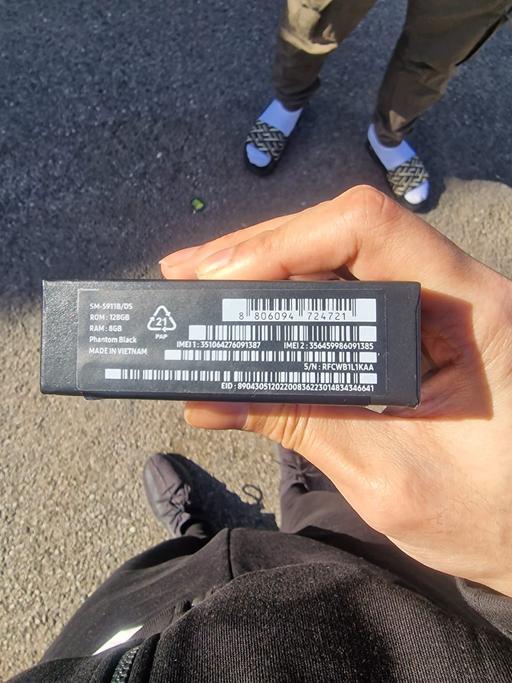 SM-S911B/DS
ROM : 128GB
RAM : 8GB
Phantom Black
MADE IN VIETNAM
21
PAP
8 806094 724721
IMEI 1 : 351064276091387
IMEI 2 : 356459986091385
S/N : RFCWB1L1KAA
EID : 89043051202200836223014834346641